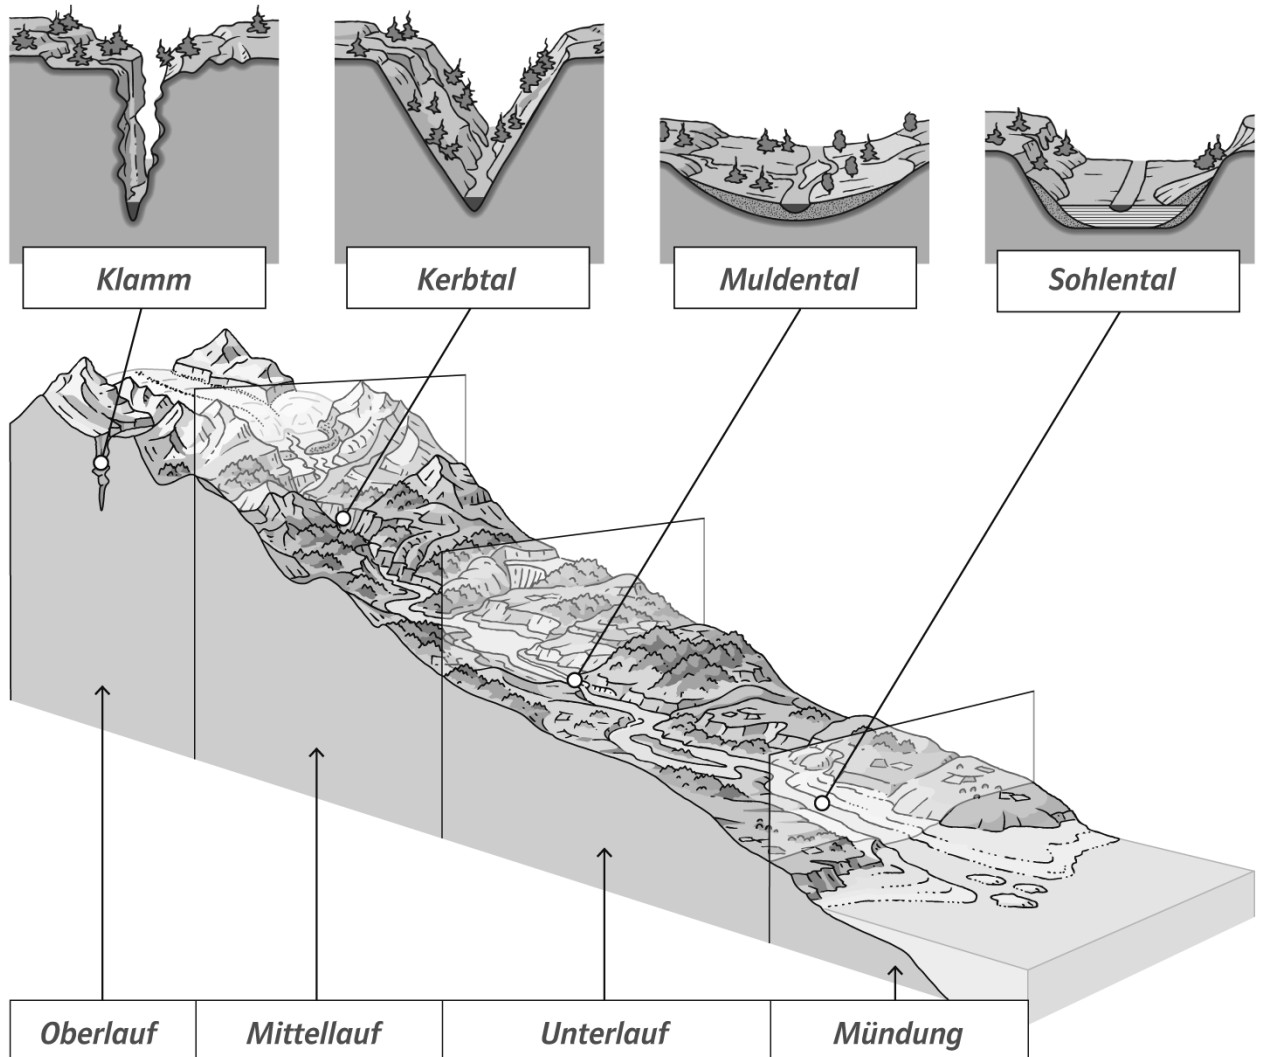 Klamm
Kerbtal
Muldental
Sohlental
Oberlauf
Mittellauf
Unterlauf
Mündung